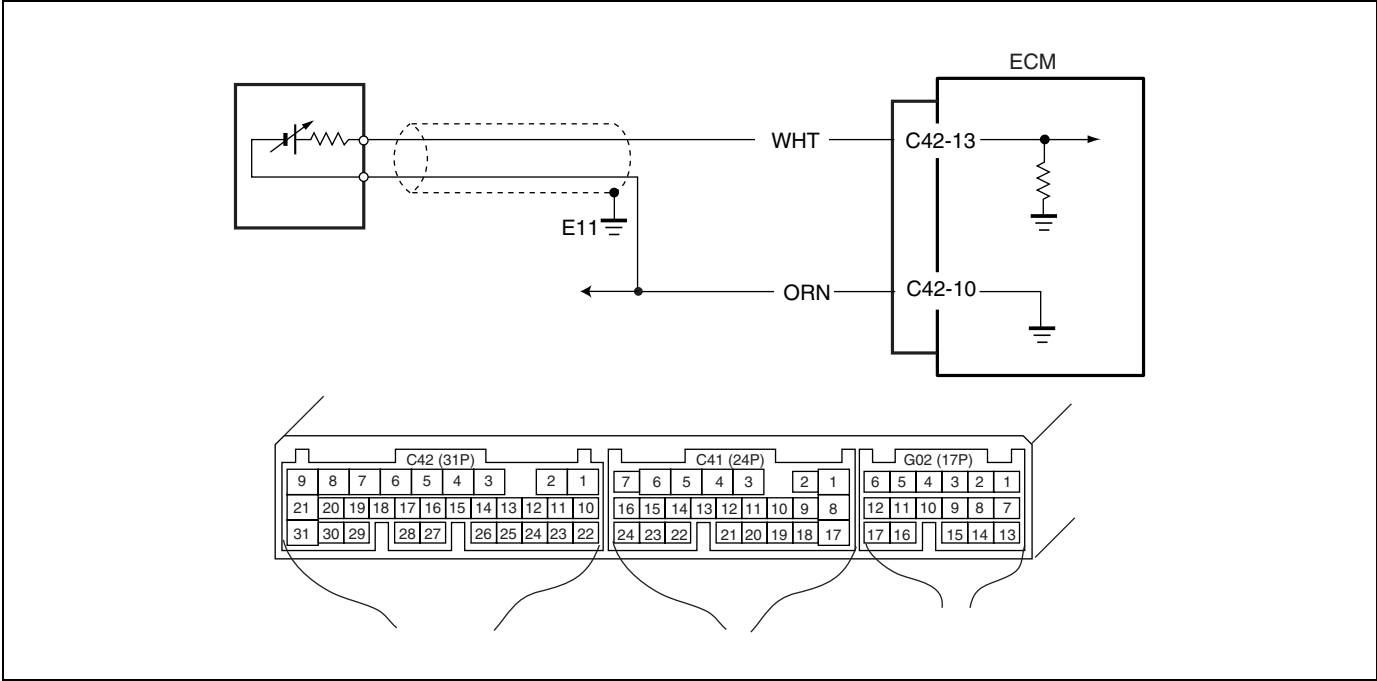 ECM
WHT
C42-13
E11
ORN
C42-10
C42 (31P)
9 8 7 6 5 4 3 2 1
21 20 19 18 17 16 15 14 13 12 11 10
31 30 29 28 27 26 25 24 23 22
C41 (24P)
7 6 5 4 3 2 1
16 15 14 13 12 11 10 9 8
24 23 22 21 20 19 18 17
G02 (17P)
6 5 4 3 2 1
12 11 10 9 8 7
17 16 15 14 13